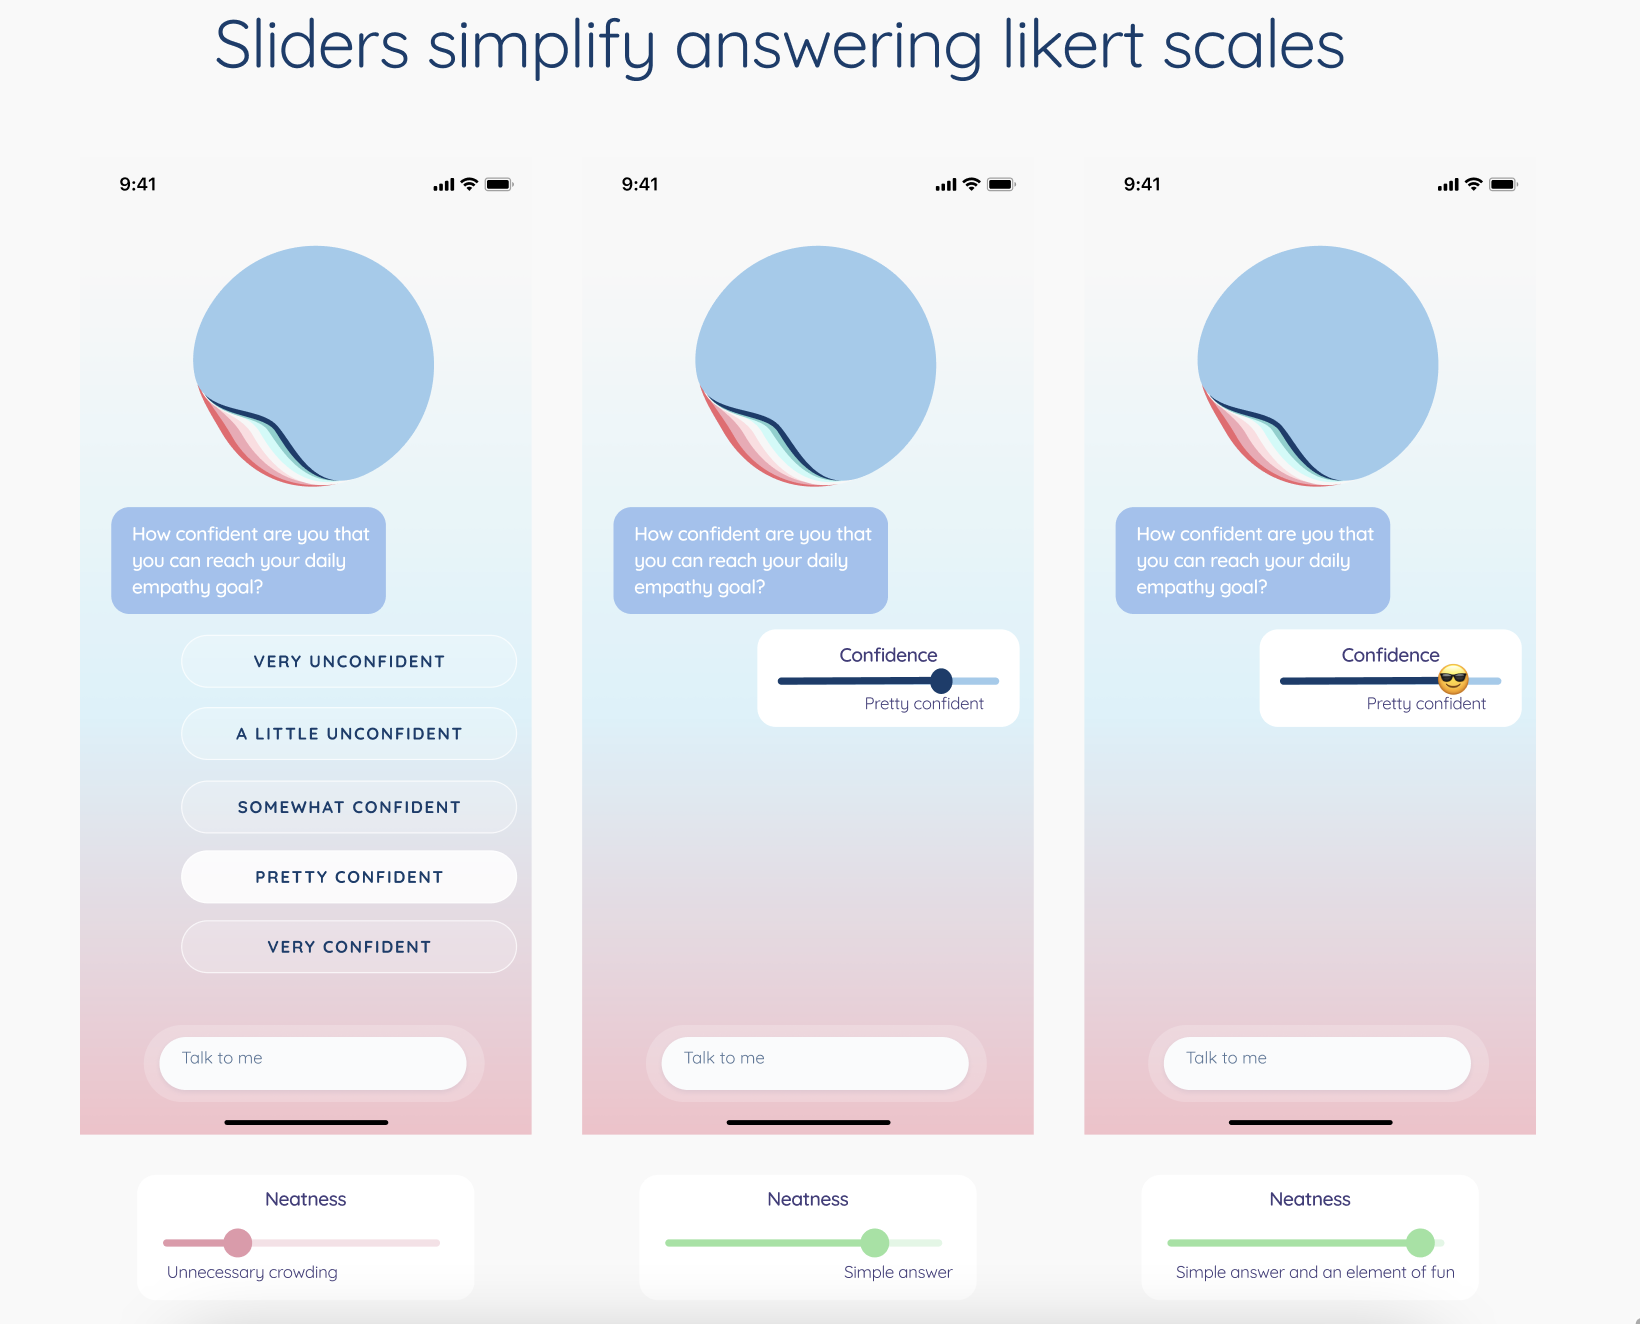 Sliders simplify answering likert scales
9:41
How confident are you that
you can reach your daily
empathy goal?
VERY UNCONFIDENT
A LITTLE UNCONFIDENT
SOMEWHAT CONFIDENT
PRETTY CONFIDENT
VERY CONFIDENT
Talk to me
Neatness
Unnecessary crowding
9:41
How confident are you that
you can reach your daily
empathy goal?
Confidence
Pretty confident
Talk to me
Neatness
Simple answer
9:41
How confident are you that
you can reach your daily
empathy goal?
Confidence
Pretty confident
Talk to me
Neatness
Simple answer and an element of fun